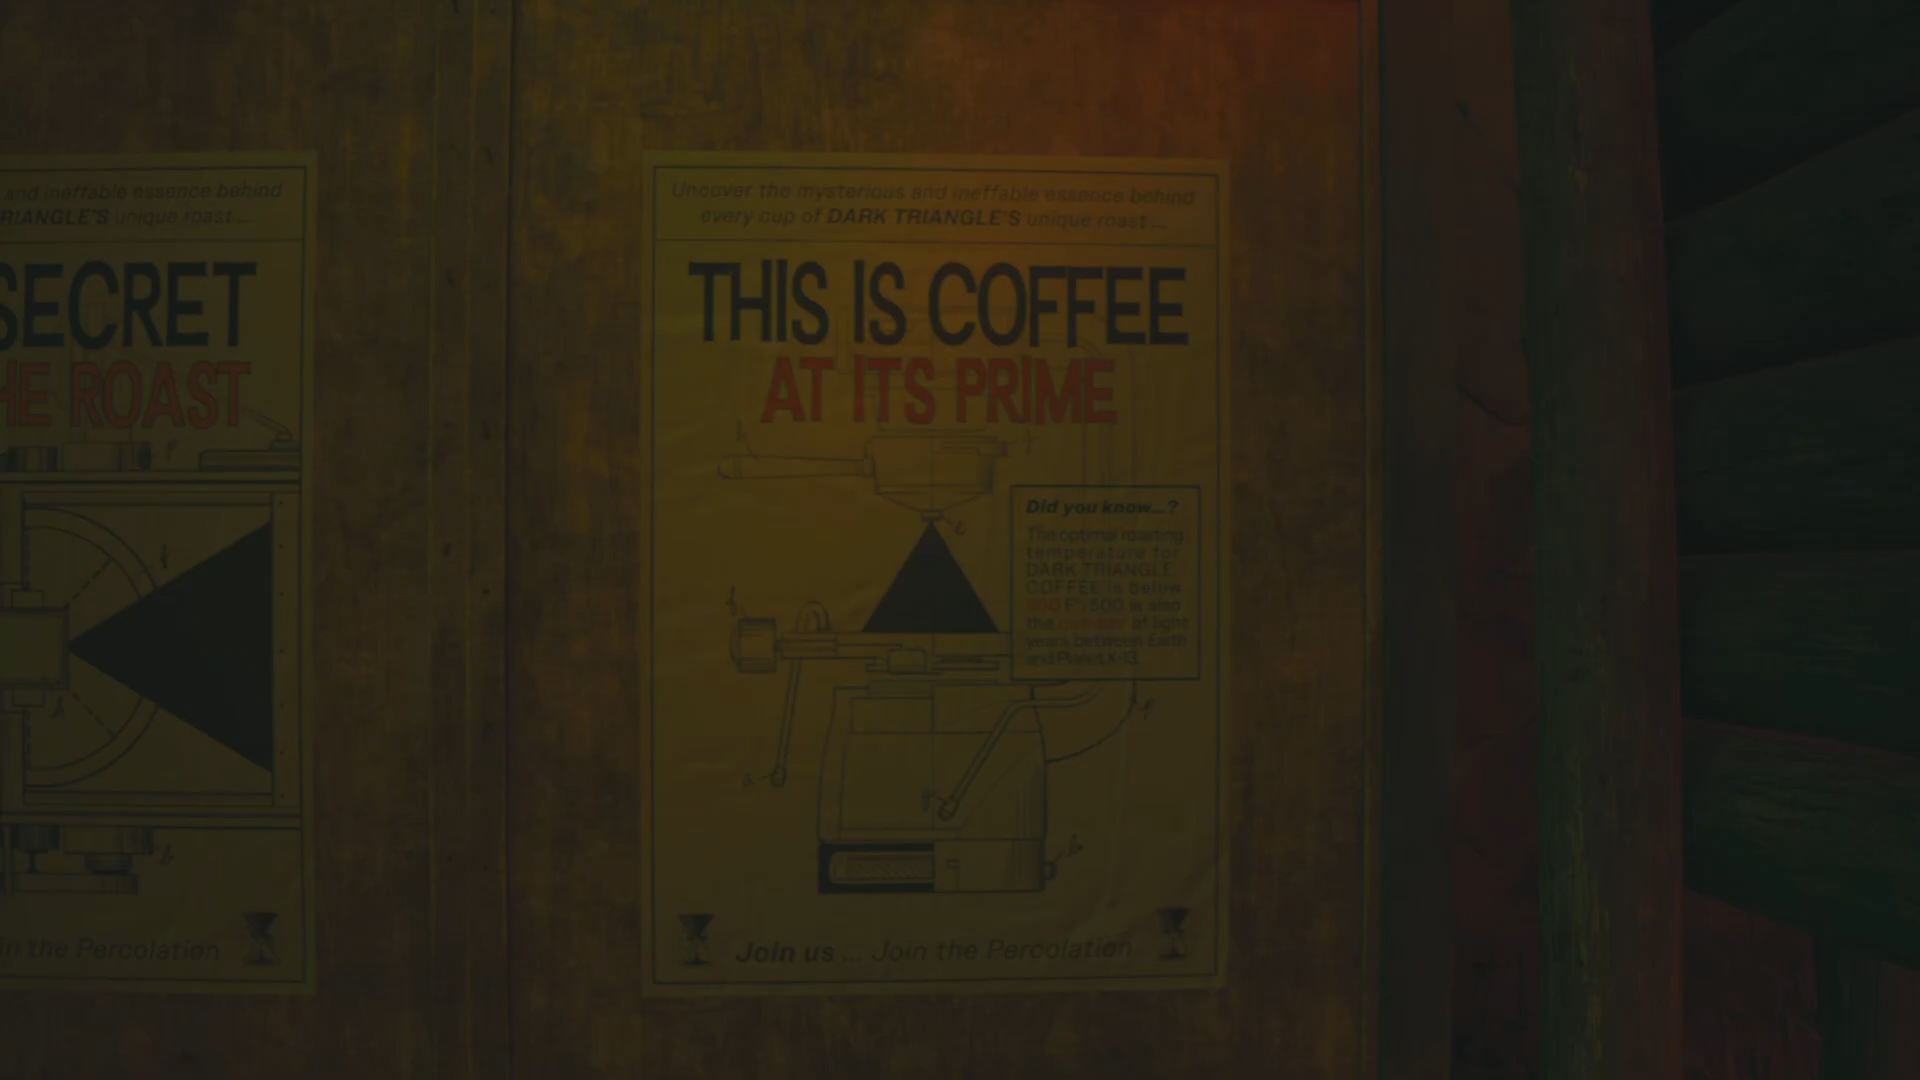 and ineffable essence behind
RIANGLE'S unique roast...
SECRET
HE ROAST
in the Percolation
Uncover the mysterious and ineffable essence behind
every cup of DARK TRIANGLE'S unique roast...
THIS IS COFFEE
AT ITS PRIME
Did you know...?
The optimal roasting
temperature for
DARK TRIANGLE
COFFEE is below
F°! 500 is also
the number of light
years between Earth
and Planet X-13.
Join us ... Join the Percolation